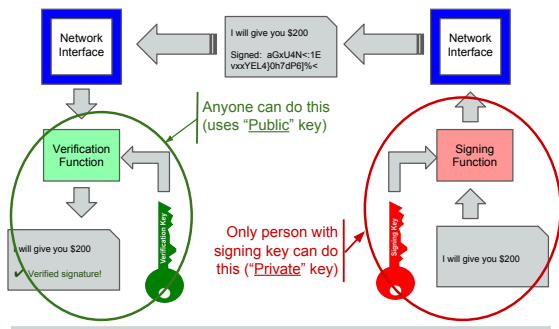 Network
Interface
I will give you $200
Signed: aGxU4N<:1E
vxxYEL4}0h7dP6]%<
Network
Interface
Anyone can do this
(uses “Public” key)
Verification
Function
Signing
Function
Verification Key
Signing Key
Only person with
signing key can do
this (“Private” key)
I will give you $200
✔ Verified signature!
I will give you $200